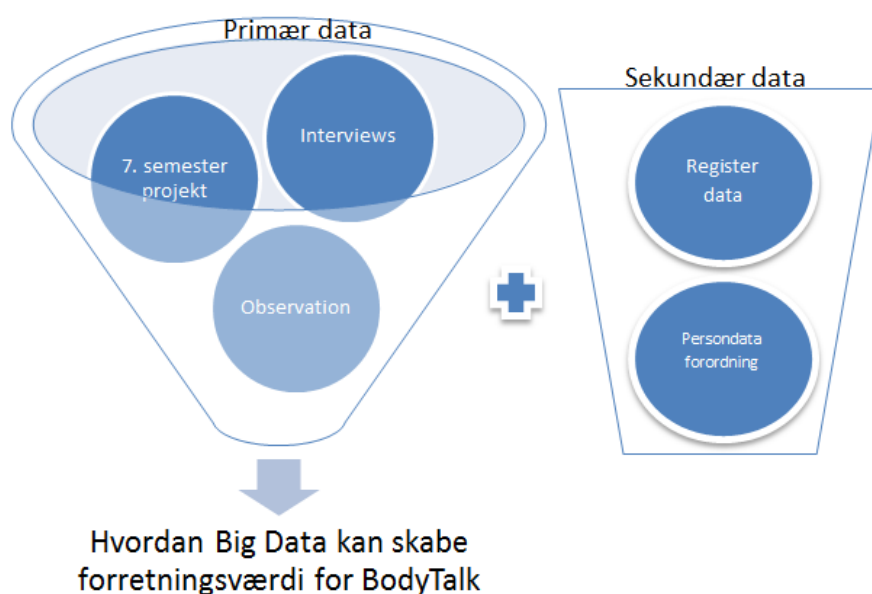 Primær data
Interviews
7. semester
projekt
Observation
Sekundær data
Register
data
Persondata
forordning
Hvordan Big Data kan skabe
forretningsværdi for BodyTalk